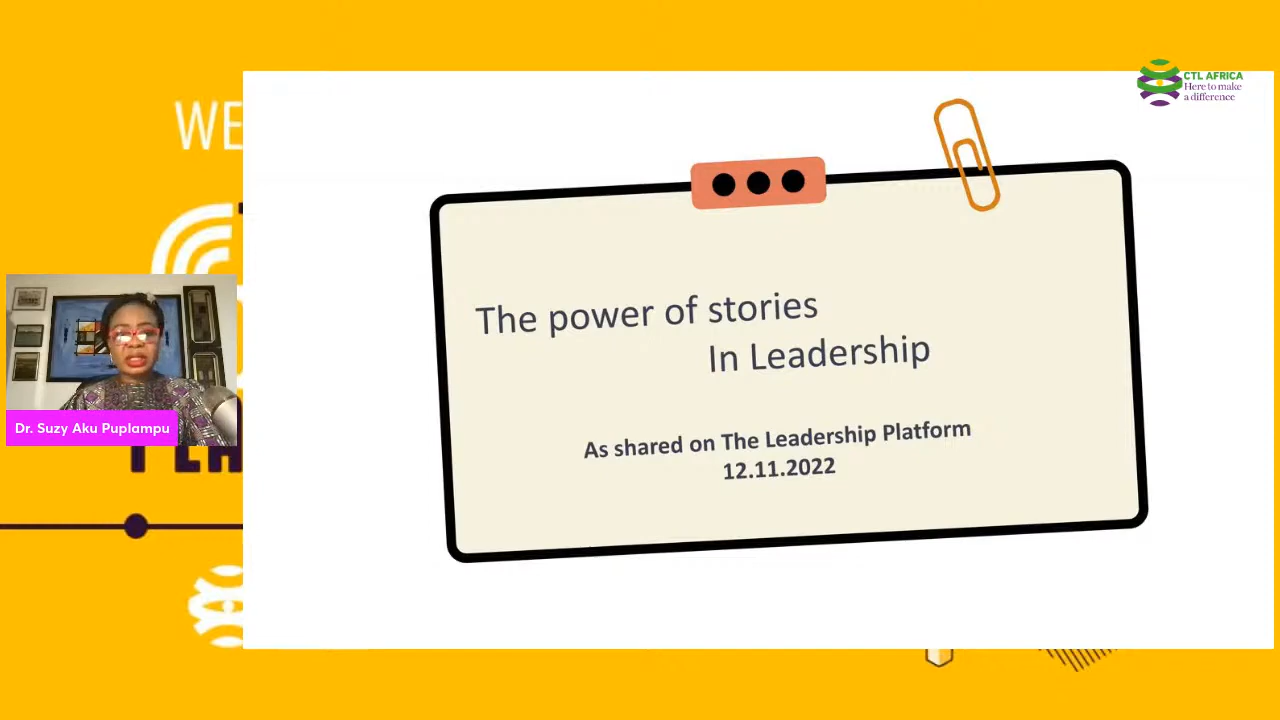 WE
CTL AFRICA
Here to make
a difference
The power of stories
In Leadership
As shared on The Leadership Platform
12.11.2022
Dr. Suzy Aku Puplampu